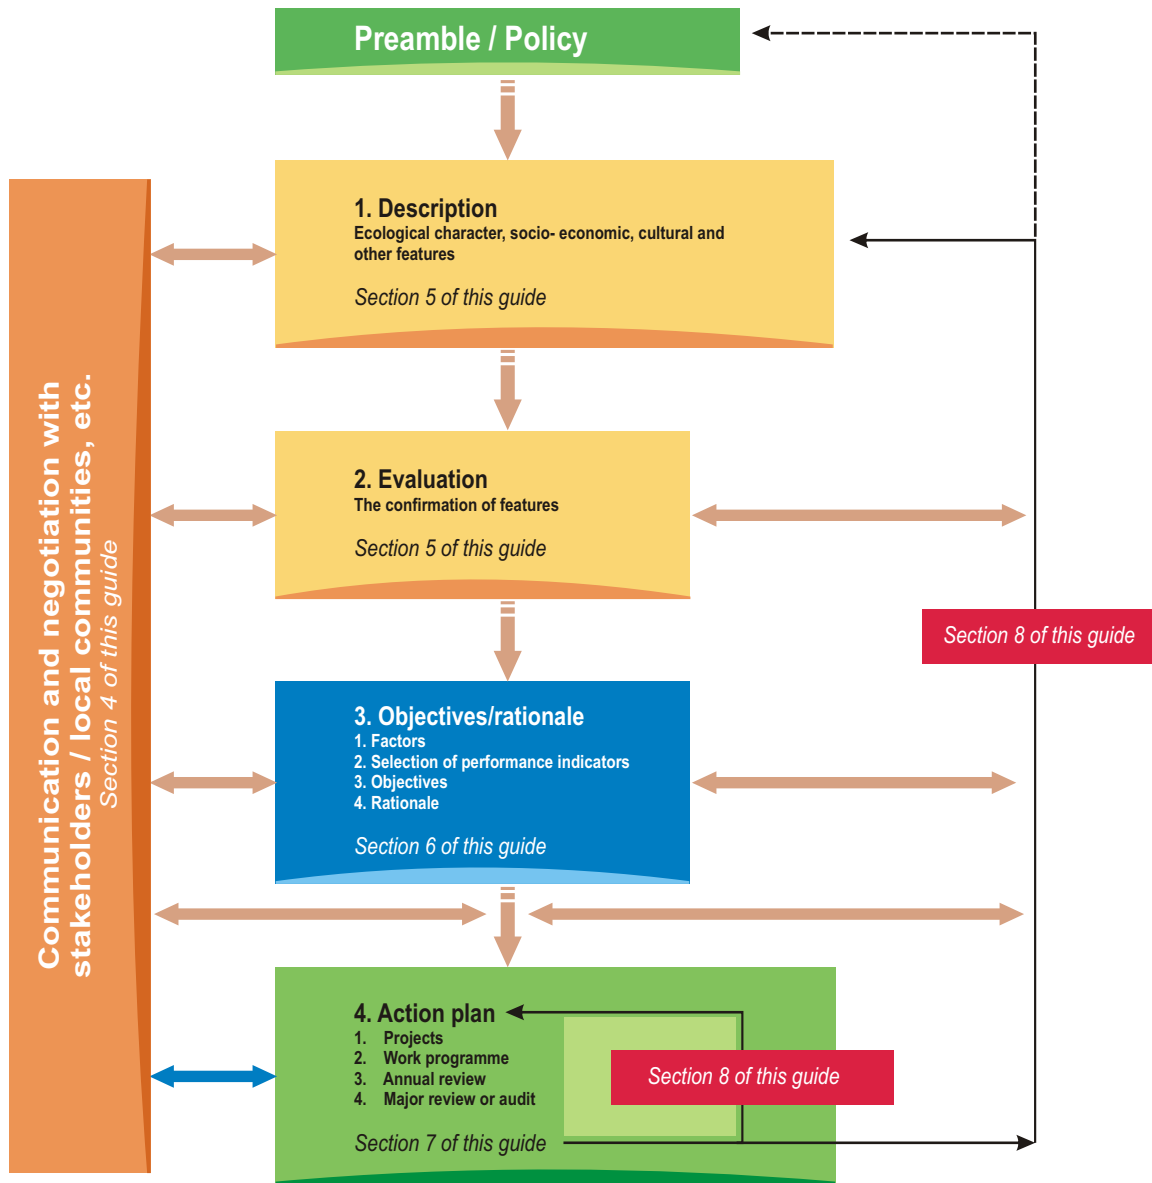 Preamble / Policy
1. Description
Ecological character, socio- economic, cultural and
other features
Section 5 of this guide
Communication and negotiation with
stakeholders / local communities, etc.
Section 4 of this guide
2. Evaluation
The confirmation of features
Section 5 of this guide
Section 8 of this guide
3. Objectives/rationale
1. Factors
2. Selection of performance indicators
3. Objectives
4. Rationale
Section 6 of this guide
4. Action plan
1. Projects
2. Work programme
3. Annual review
4. Major review or audit
Section 8 of this guide
Section 7 of this guide